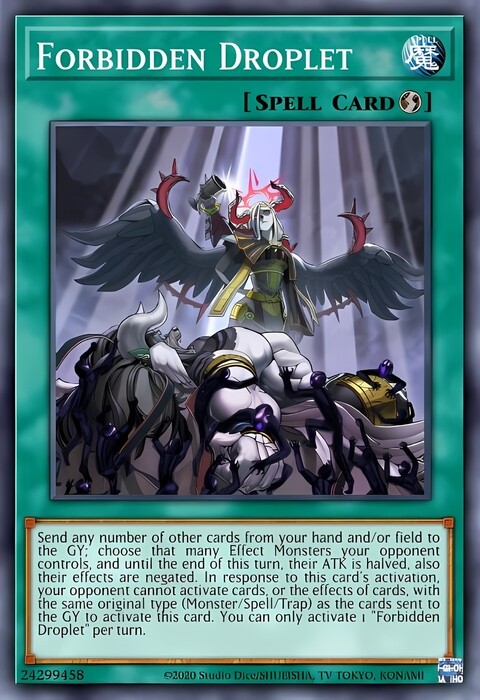 FORBIDDEN DROPLET
魔
[SPELL CARD]
Send any number of other cards from your hand and/or field to
the GY; choose that many Effect Monsters your opponent
controls, and until the end of this turn, their ATK is halved, also
their effects are negated. In response to this card's activation,
your opponent cannot activate cards, or the effects of cards, with
the same original type (Monster/Spell/Trap) as the cards sent to
the GY to activate this card. You can only activate 1 "Forbidden
Droplet" per turn.
24299458
©2020 Studio Dice/SHUEISHA, TV TOKYO, KONAMI